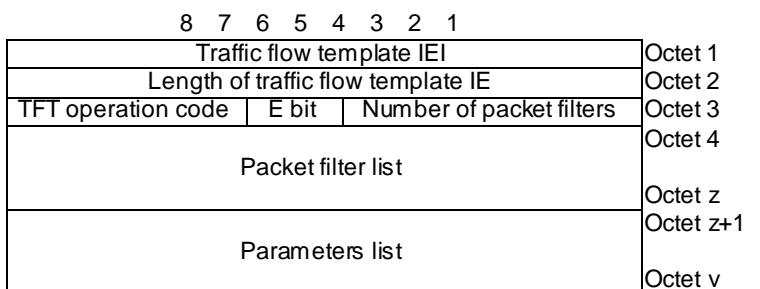 8 7 6 5 4 3 2 1
Traffic flow template IEI Octet 1
Length of traffic flow template IE Octet 2
TFT operation code E bit Number of packet filters Octet 3
Octet 4
Packet filter list
Octet z
Octet z+1
Parameters list
Octet v